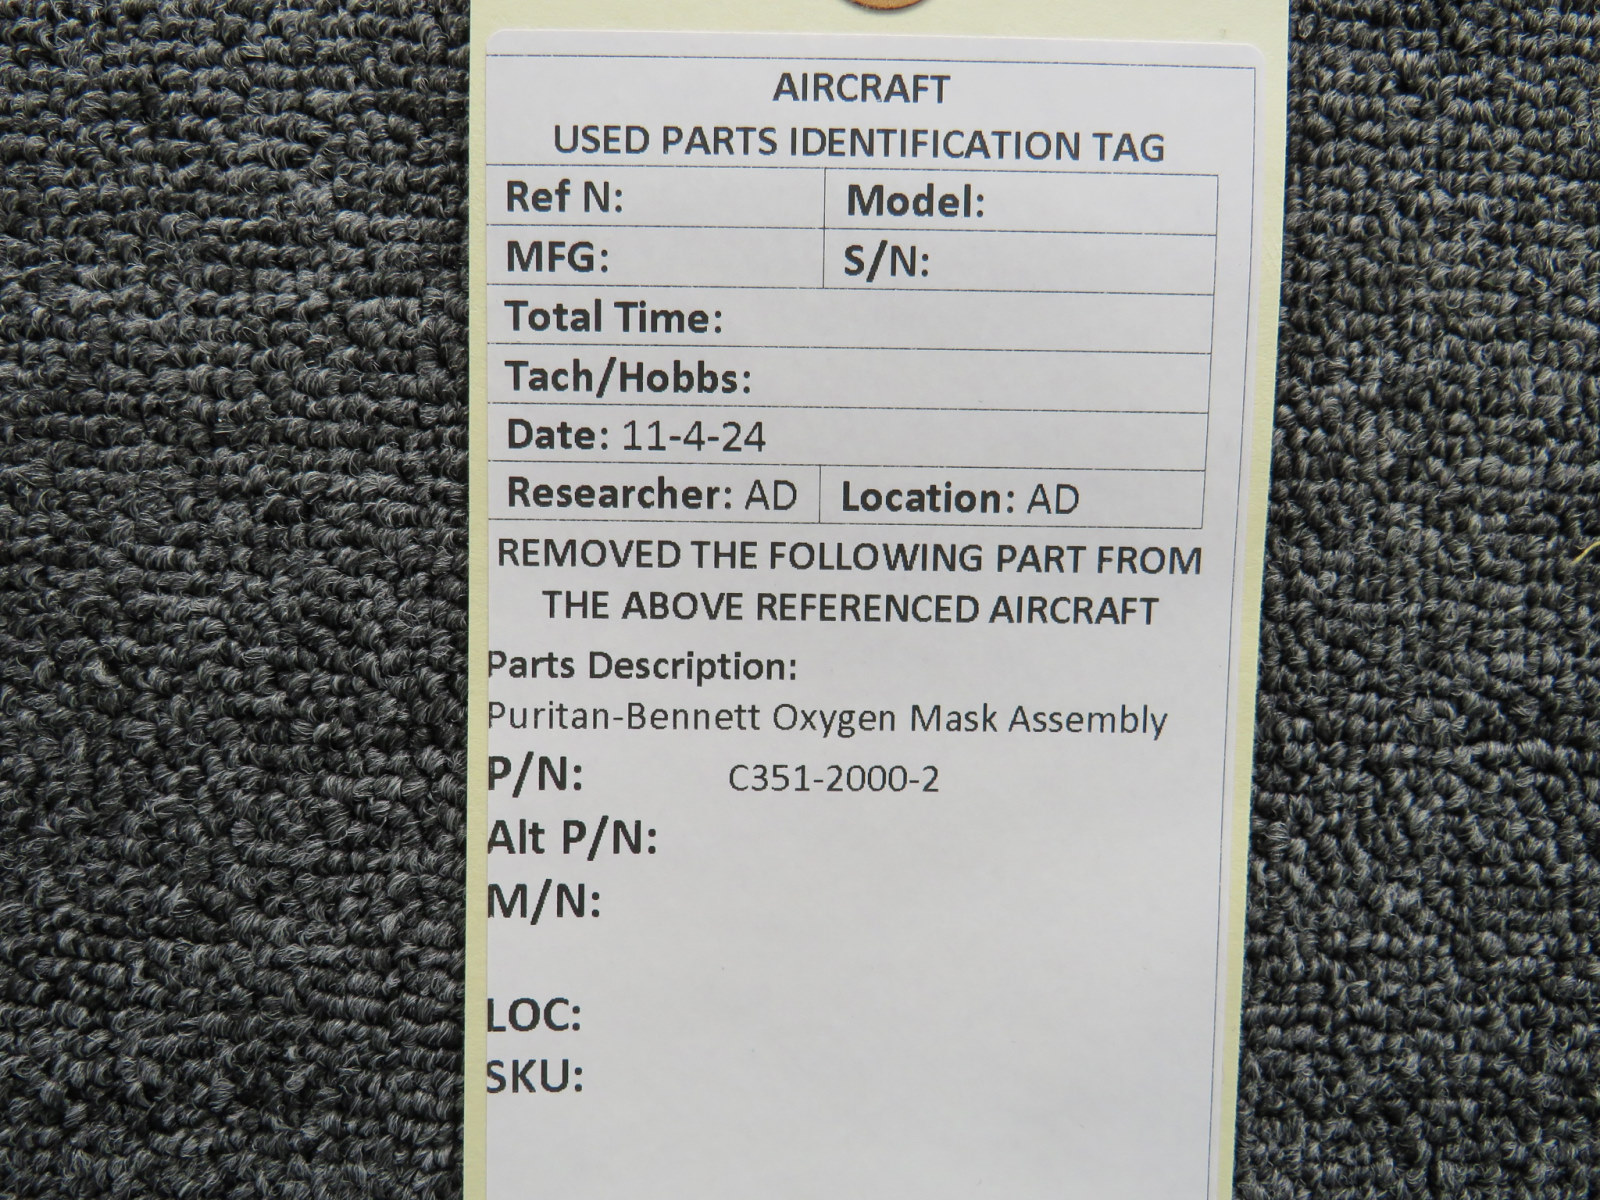 AIRCRAFT
USED PARTS IDENTIFICATION TAG
Ref N: Model:
MFG: S/N:
Total Time:
Tach/Hobbs:
Date: 11-4-24
Researcher: AD Location: AD
REMOVED THE FOLLOWING PART FROM
THE ABOVE REFERENCED AIRCRAFT
Parts Description:
Puritan-Bennett Oxygen Mask Assembly
P/N: C351-2000-2
Alt P/N:
M/N:
LOC:
SKU: